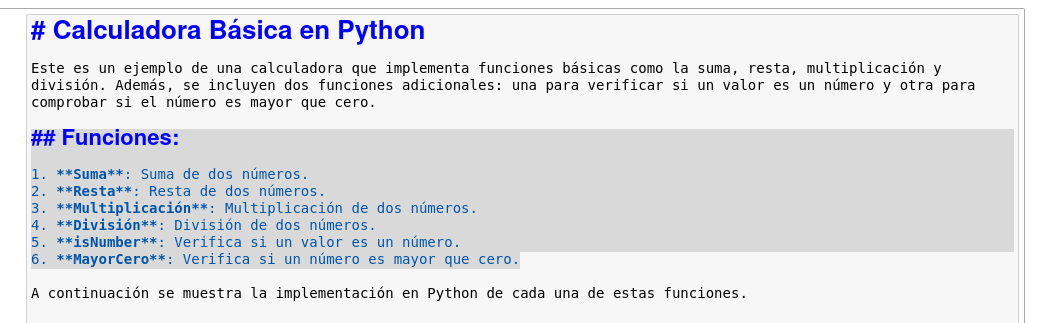 # Calculadora Básica en Python
Este es un ejemplo de una calculadora que implementa funciones básicas como la suma, resta, multiplicación y
división. Además, se incluyen dos funciones adicionales: una para verificar si un valor es un número y otra para
comprobar si el número es mayor que cero.
## Funciones:
1. **Suma**: Suma de dos números.
2. **Resta**: Resta de dos números.
3. **Multiplicación**: Multiplicación de dos números.
4. **División**: División de dos números.
5. **isNumber**: Verifica si un valor es un número.
6. **MayorCero**: Verifica si un número es mayor que cero.
A continuación se muestra la implementación en Python de cada una de estas funciones.